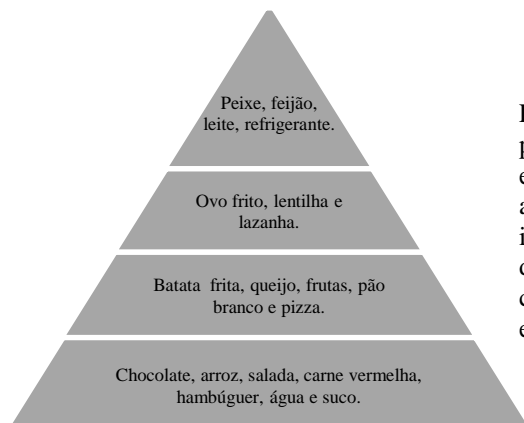 Peixe, feijão,
leite, refrigerante.
Ovo frito, lentilha e
lazanha.
Batata frita, queijo, frutas, pão
branco e pizza.
Chocolate, arroz, salada, carne vermelha,
hambúguer, água e suco.